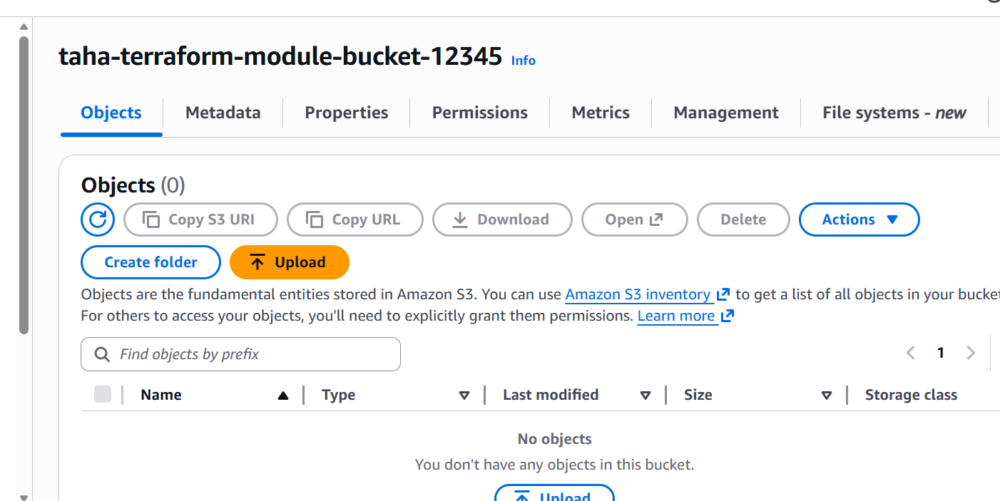 taha-terraform-module-bucket-12345 Info
Objects Metadata Properties Permissions Metrics Management File systems - new
Objects (0)
Copy S3 URI Copy URL Download Open Delete Actions
Create folder Upload
Objects are the fundamental entities stored in Amazon S3. You can use Amazon S3 inventory to get a list of all objects in your bucket
For others to access your objects, you'll need to explicitly grant them permissions. Learn more
Find objects by prefix
1
Name Type Last modified Size Storage class
No objects
You don't have any objects in this bucket.
Upload